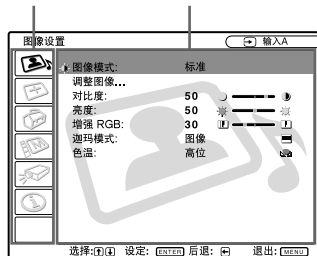 图像设置 输入A
图像模式: 标准
调整图像...
对比度: 50
亮度: 50
增强 RGB: 30
迦玛模式: 图像
色温: 高位
选择: 设定: ENTER 后退: 退出: MENU